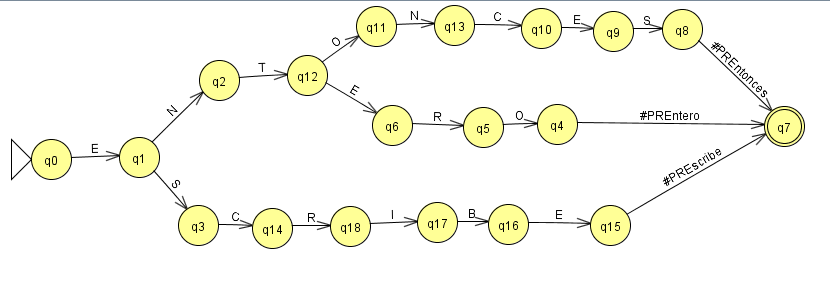 q11 N q13 C q10 E q9 S q8
O #PREntonces
q2 T q12
N E
q6 R q5 O q4 #PREntero q7
q0 E q1
S #PREscribe
q3 C q14 R q18 I q17 B q16 E q15